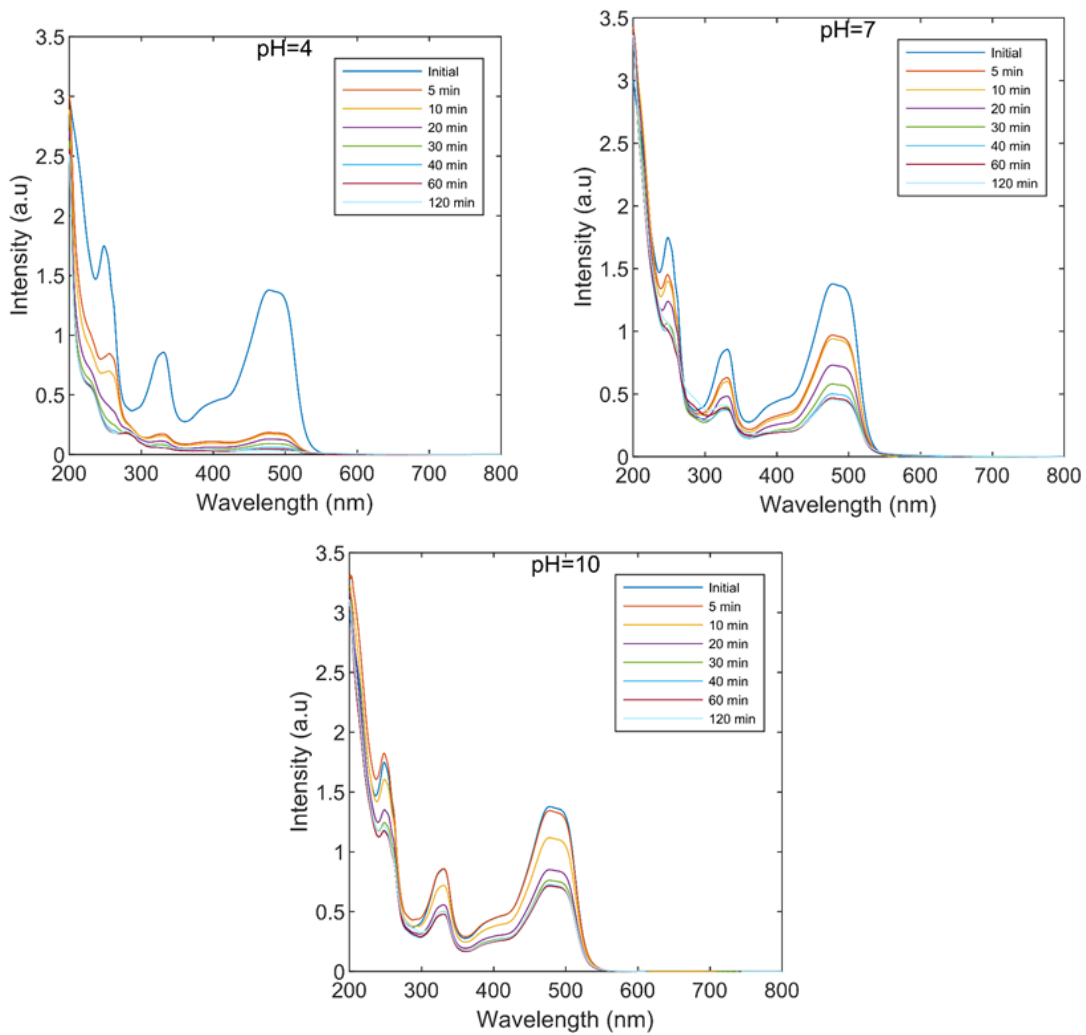 pH=4
Intensity (a.u)
3.5
3
2.5
2
1.5
1
0.5
0
Initial
5 min
10 min
20 min
30 min
40 min
60 min
120 min
200 300 400 500 600 700 800
Wavelength (nm)
pH=7
Intensity (a.u)
3.5
3
2.5
2
1.5
1
0.5
0
Initial
5 min
10 min
20 min
30 min
40 min
60 min
120 min
200 300 400 500 600 700 800
Wavelength (nm)
pH=10
Intensity (a.u)
3.5
3
2.5
2
1.5
1
0.5
0
Initial
5 min
10 min
20 min
30 min
40 min
60 min
120 min
200 300 400 500 600 700 800
Wavelength (nm)